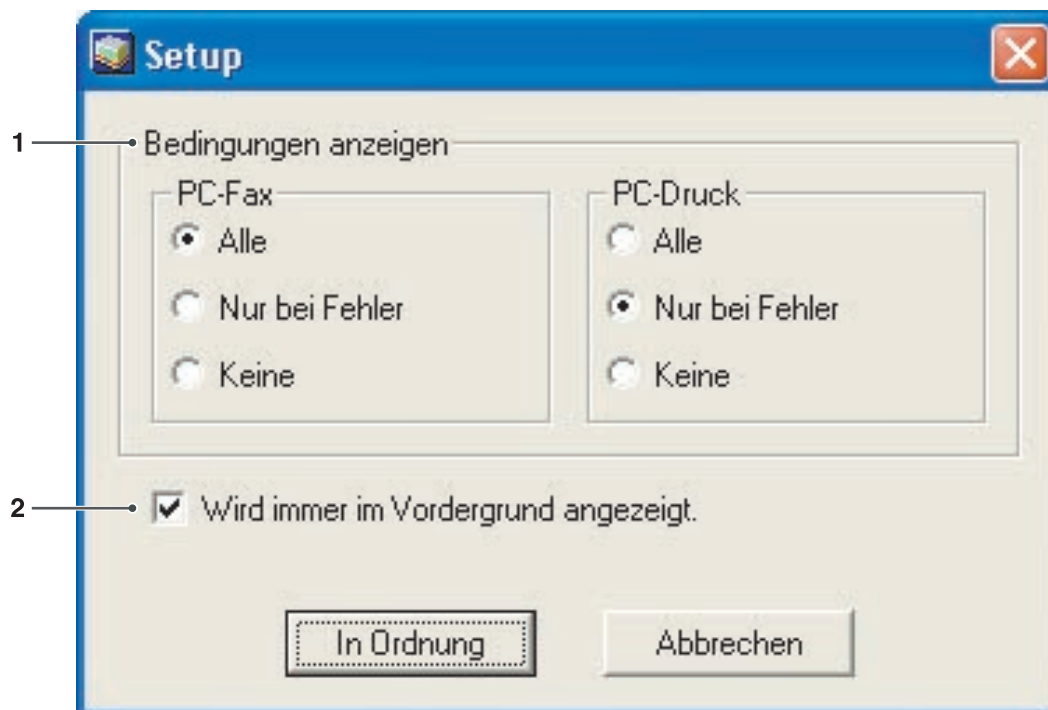 Setup
1
Bedingungen anzeigen
PC-Fax
Alle
Nur bei Fehler
Keine
PC-Druck
Alle
Nur bei Fehler
Keine
2
Wird immer im Vordergrund angezeigt.
In Ordnung
Abbrechen